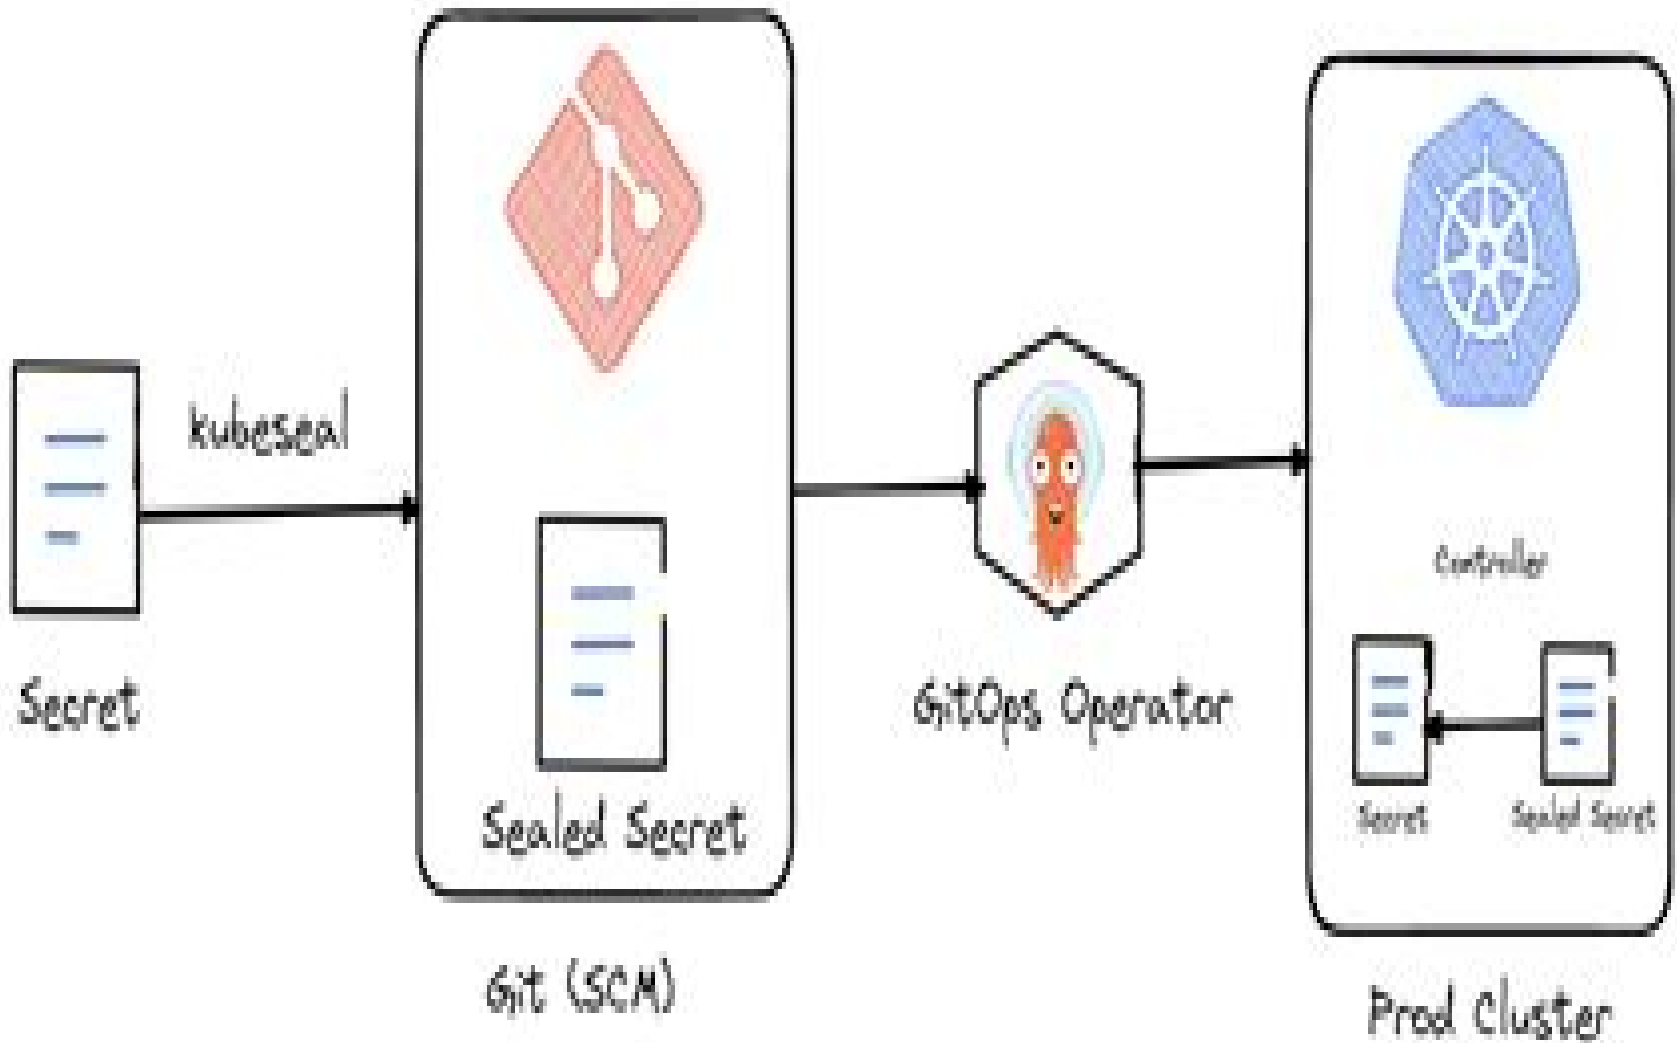 kubeseal
Secret
Sealed Secret
Git (SCM)
GitOps Operator
Controller
Secret
Sealed Secret
Prod Cluster